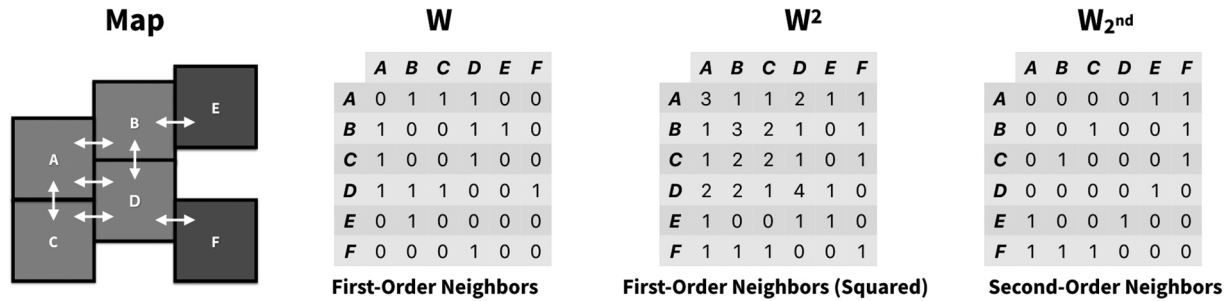 Map
A
B
C
D
E
F
W
A B C D E F
A 0 1 1 1 0 0
B 1 0 0 1 1 0
C 1 0 0 1 0 0
D 1 1 1 0 0 1
E 0 1 0 0 0 0
F 0 0 0 1 0 0
First-Order Neighbors
W²
A B C D E F
A 3 1 1 2 1 1
B 1 3 2 1 0 1
C 1 2 2 1 0 1
D 2 2 1 4 1 0
E 1 0 0 1 1 0
F 1 1 1 0 0 1
First-Order Neighbors (Squared)
W2nd
A B C D E F
A 0 0 0 0 1 1
B 0 0 1 0 0 1
C 0 1 0 0 0 1
D 0 0 0 0 1 0
E 1 0 0 1 0 0
F 1 1 1 0 0 0
Second-Order Neighbors